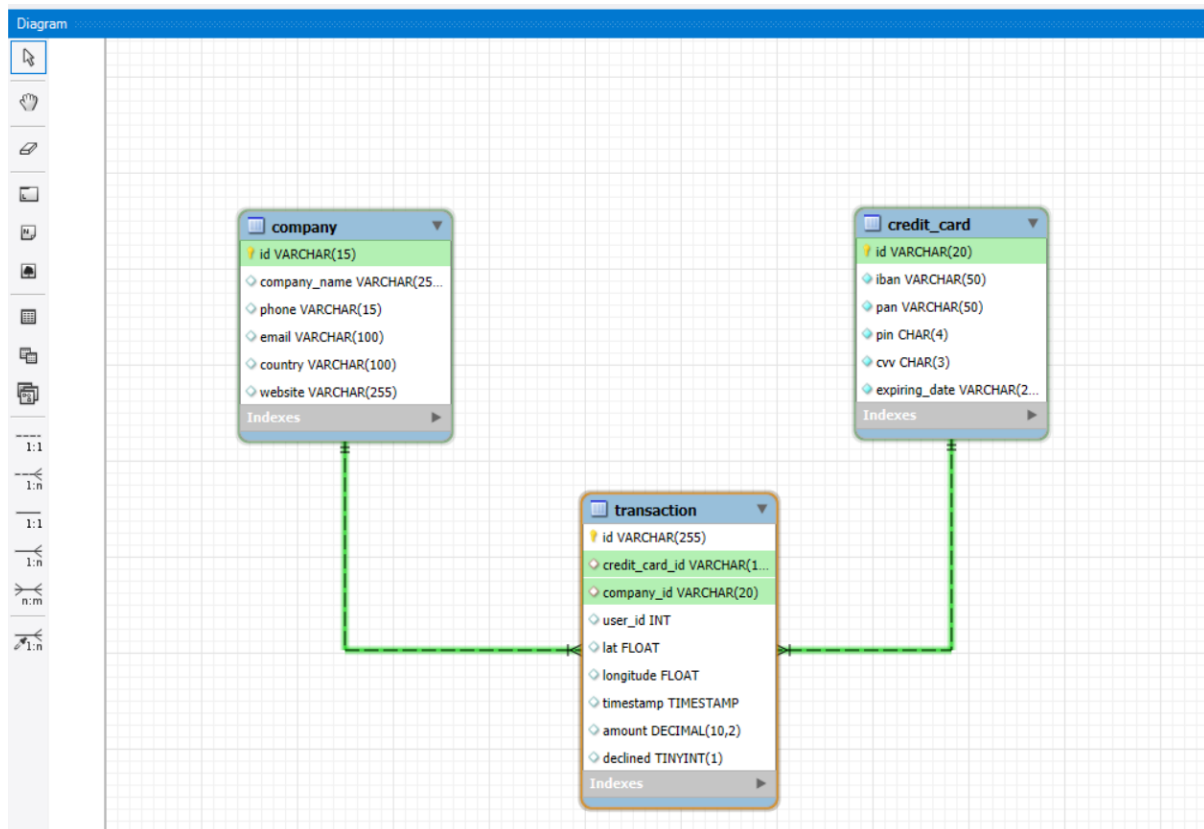 Diagram
1:1
1:n
1:1
1:n
n:m
1:n
company
id VARCHAR(15)
company_name VARCHAR(25...
phone VARCHAR(15)
email VARCHAR(100)
country VARCHAR(100)
website VARCHAR(255)
Indexes
credit_card
id VARCHAR(20)
iban VARCHAR(50)
pan VARCHAR(50)
pin CHAR(4)
cvv CHAR(3)
expiring_date VARCHAR(2...
Indexes
transaction
id VARCHAR(255)
credit_card_id VARCHAR(1...
company_id VARCHAR(20)
user_id INT
lat FLOAT
longitude FLOAT
timestamp TIMESTAMP
amount DECIMAL(10,2)
declined TINYINT(1)
Indexes